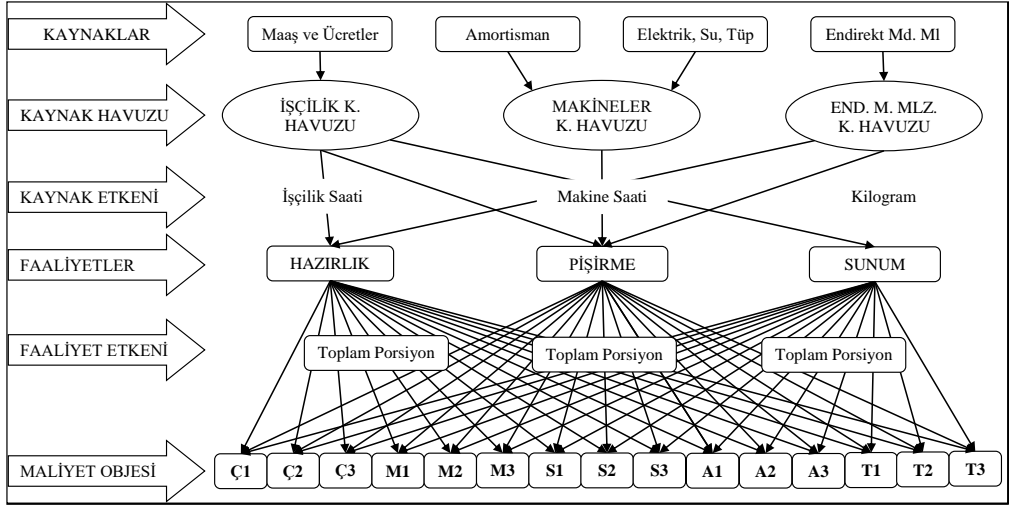 KAYNAKLAR
Maaş ve Ücretler
Amortisman
Elektrik, Su, Tüp
Endirekt Md. Ml
KAYNAK HAVUZU
İŞÇİLİK K.
HAVUZU
MAKİNELER
K. HAVUZU
END. M. MLZ.
K. HAVUZU
KAYNAK ETKENİ
İşçilik Saati
Makine Saati
Kilogram
FAALİYETLER
HAZIRLIK
PİŞİRME
SUNUM
FAALİYET ETKENİ
Toplam Porsiyon
Toplam Porsiyon
Toplam Porsiyon
MALİYET OBJESİ
Ç1
Ç2
Ç3
M1
M2
M3
S1
S2
S3
A1
A2
A3
T1
T2
T3